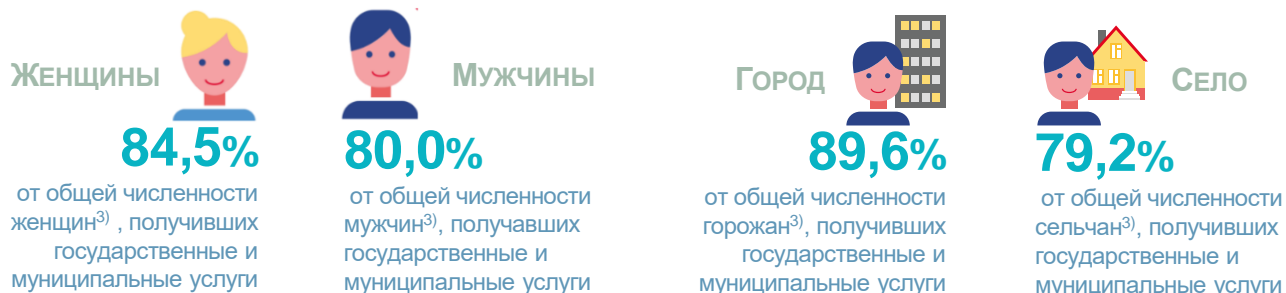 ЖЕНЩИНЫ
84,5%
от общей численности
женщин3) , получивших
государственные и
муниципальные услуги
МУЖЧИНЫ
80,0%
от общей численности
мужчин3), получавших
государственные и
муниципальные услуги
ГОРОД
89,6%
от общей численности
горожан3), получивших
государственные и
муниципальные услуги
СЕЛО
79,2%
от общей численности
сельчан3), получивших
государственные и
муниципальные услуги